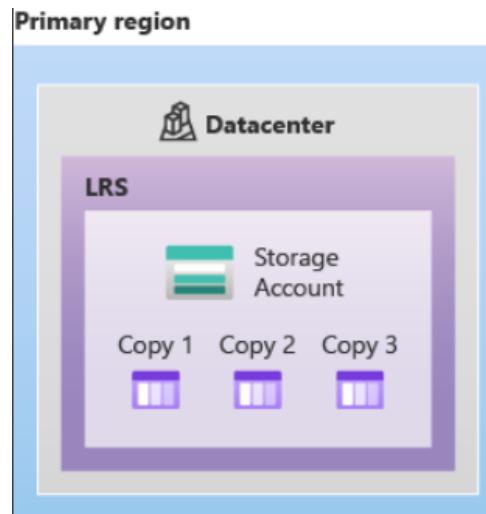 Primary region
Datacenter
LRS
Storage
Account
Copy 1 Copy 2 Copy 3